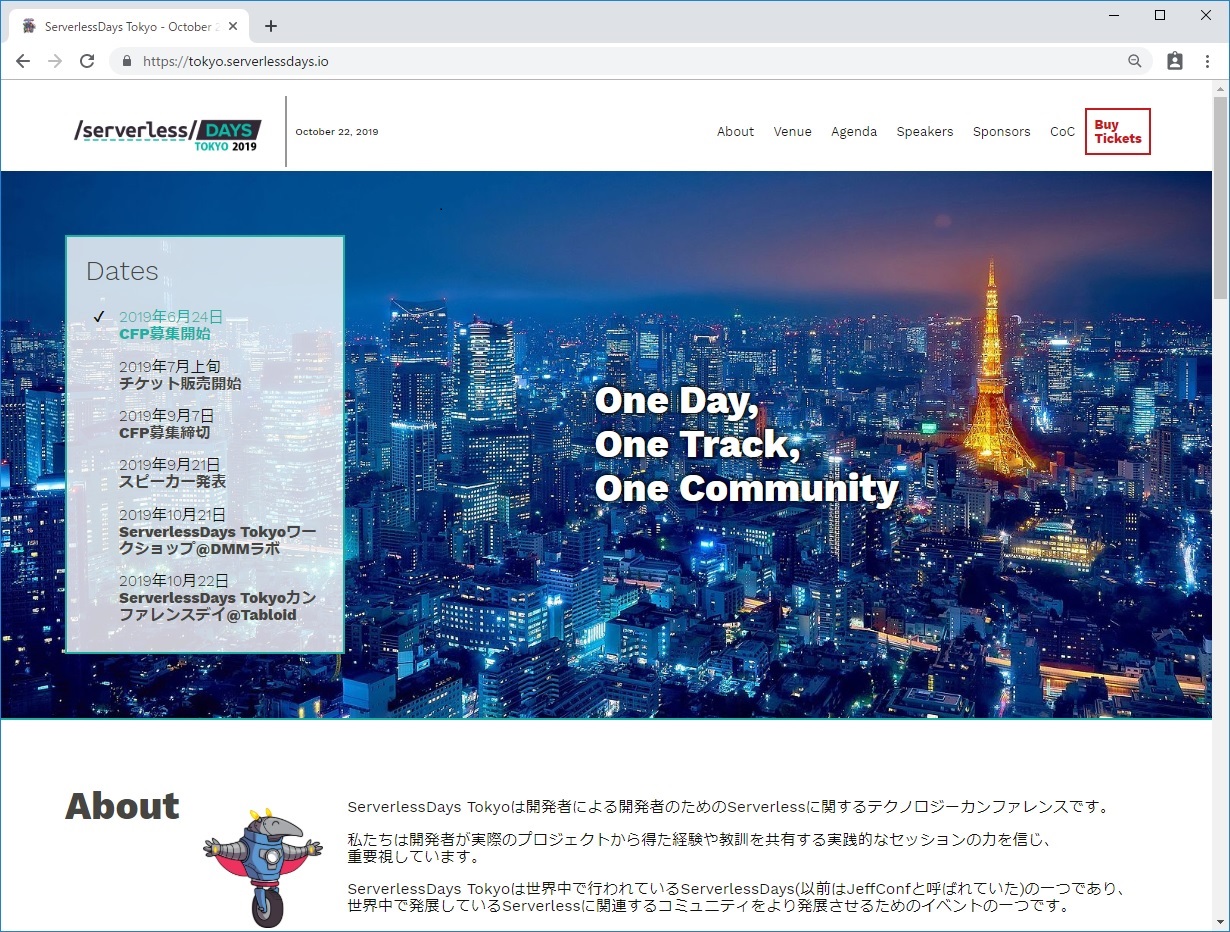 ServerlessDays Tokyo - October 2
https://tokyo.serverlessdays.io
/serverless/DAYS
TOKYO 2019
October 22, 2019
About
Venue
Agenda
Speakers
Sponsors
CoC
Buy
Tickets
Dates
✓ 2019年6月24日
CFP募集開始
2019年7月上旬
チケット販売開始
2019年9月7日
CFP募集締切
2019年9月21日
スピーカー発表
2019年10月21日
ServerlessDays Tokyoワー
クショップ@DMMラボ
2019年10月22日
ServerlessDays Tokyoカン
ファレンスデイ@Tabloid
One Day,
One Track,
One Community
About
ServerlessDays Tokyoは開発者による開発者のためのServerlessに関するテクノロジーカンファレンスです。
私たちは開発者が実際のプロジェクトから得た経験や教訓を共有する実践的なセッションの力を信じ、
重要視しています。
ServerlessDays Tokyoは世界中で行われているServerlessDays(以前はJeffConfと呼ばれていた)の一つであり、
世界中で発展しているServerlessに関連するコミュニティをより発展させるためのイベントの一つです。